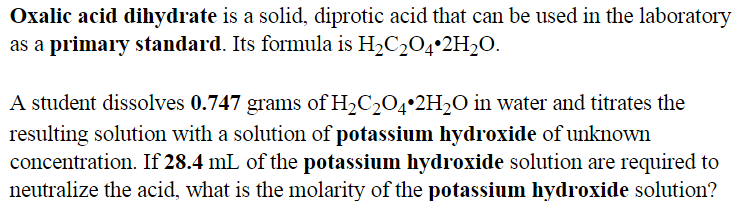 Oxalic acid dihydrate is a solid, diprotic acid that can be used in the laboratory
as a primary standard. Its formula is H₂C₂O₄•2H₂O.
A student dissolves 0.747 grams of H₂C₂O₄•2H₂O in water and titrates the
resulting solution with a solution of potassium hydroxide of unknown
concentration. If 28.4 mL of the potassium hydroxide solution are required to
neutralize the acid, what is the molarity of the potassium hydroxide solution?